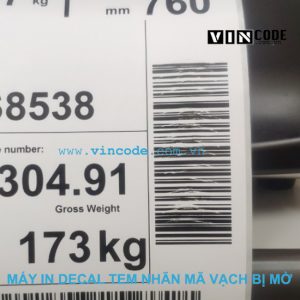 kg
mm 760
VINCODE
68538
e number:
www.vincode.com.vn
304.91
Gross Weight
173kg
MÁY IN DECAL TEM NHÃN MÃ VẠCH BỊ MỜ